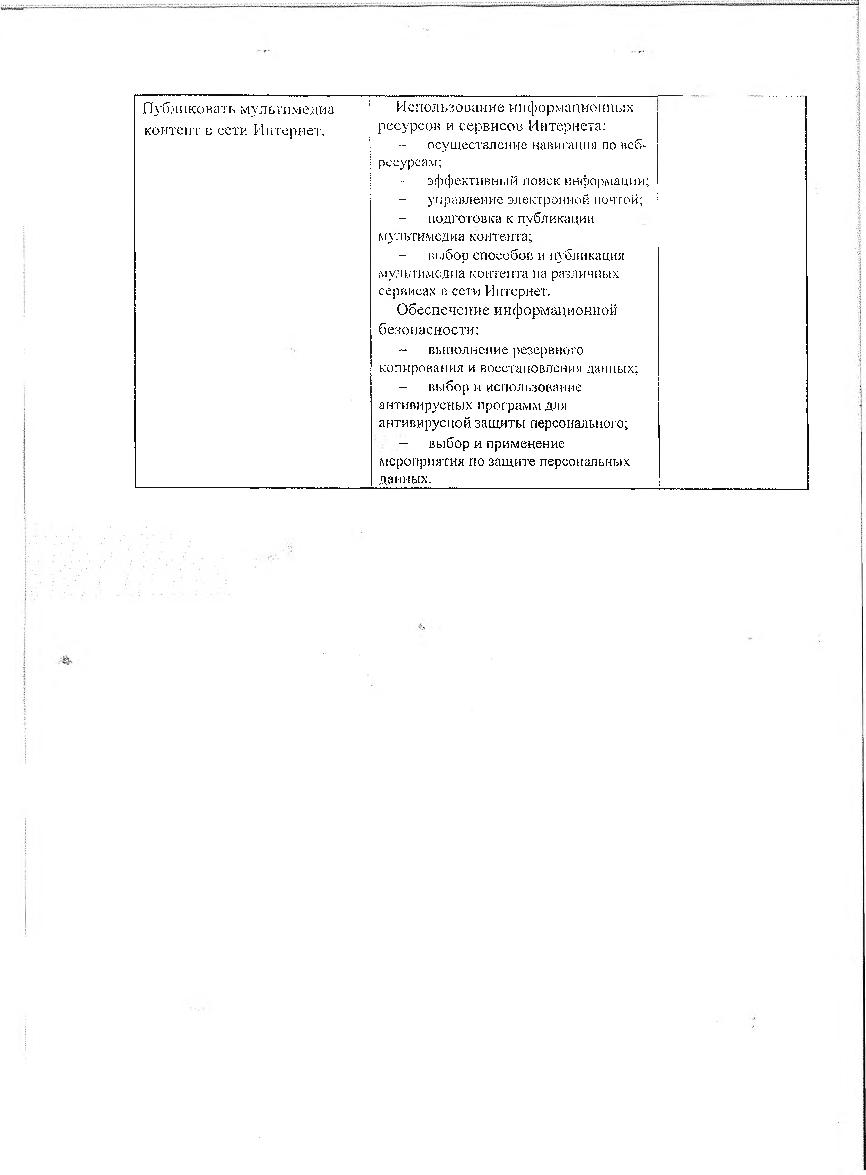 Публиковать мультимедиа
контент в сети Интернет.
Использование информационных
ресурсов и сервисов Интернета:
– осуществление навигации по веб-
ресурсам;
- эффективный поиск информации;
– управление электронной почтой;
– подготовка к публикации
мультимедиа контента;
– выбор способов и публикация
мультимедиа контента на различных
сервисах в сети Интернет.
Обеспечение информационной
безопасности:
– выполнение резервного
копирования и восстановления данных;
– выбор и использование
антивирусных программ для
антивирусной защиты персонального;
– выбор и применение
мероприятия по защите персональных
данных.